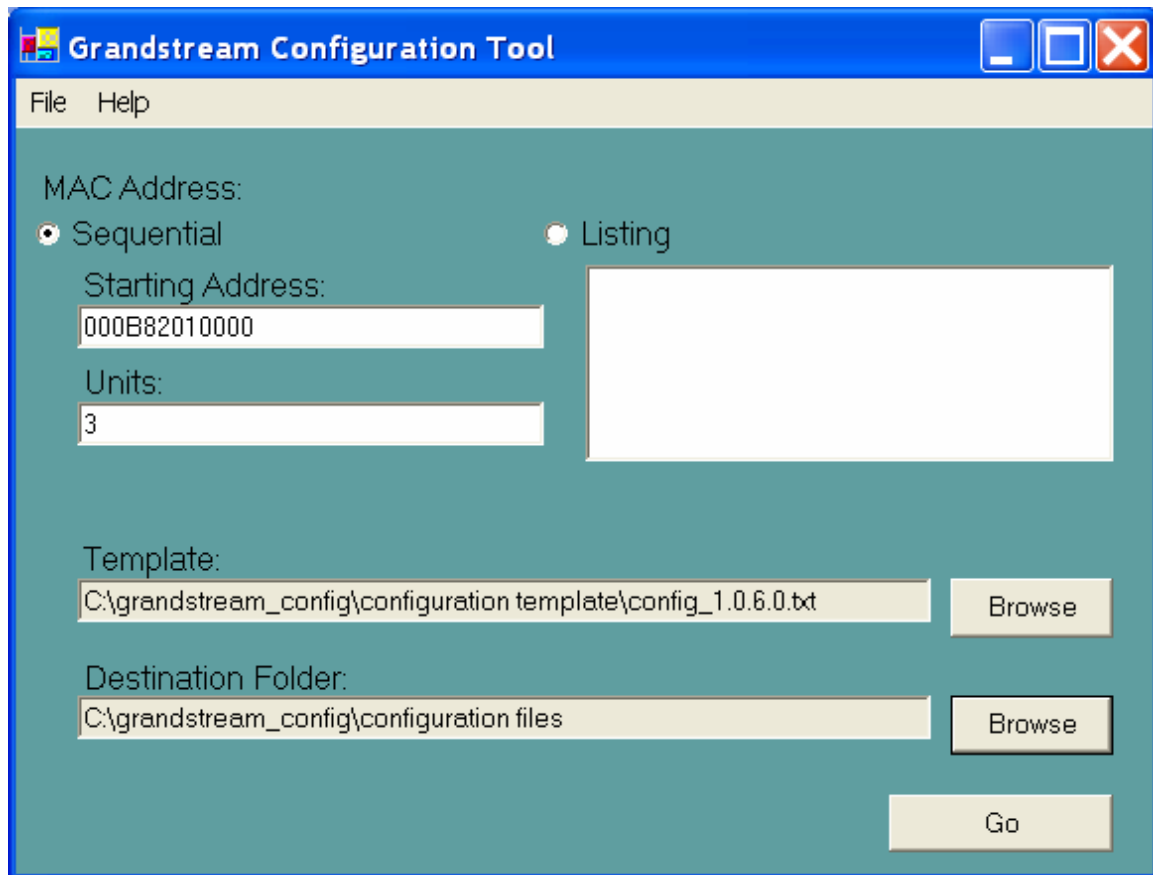 Grandstream Configuration Tool
File Help
MAC Address:
Sequential
Listing
Starting Address:
000B82010000
Units:
3
Template:
C:\grandstream_config\configuration template\config_1.0.6.0.txt
Browse
Destination Folder:
C:\grandstream_config\configuration files
Browse
Go